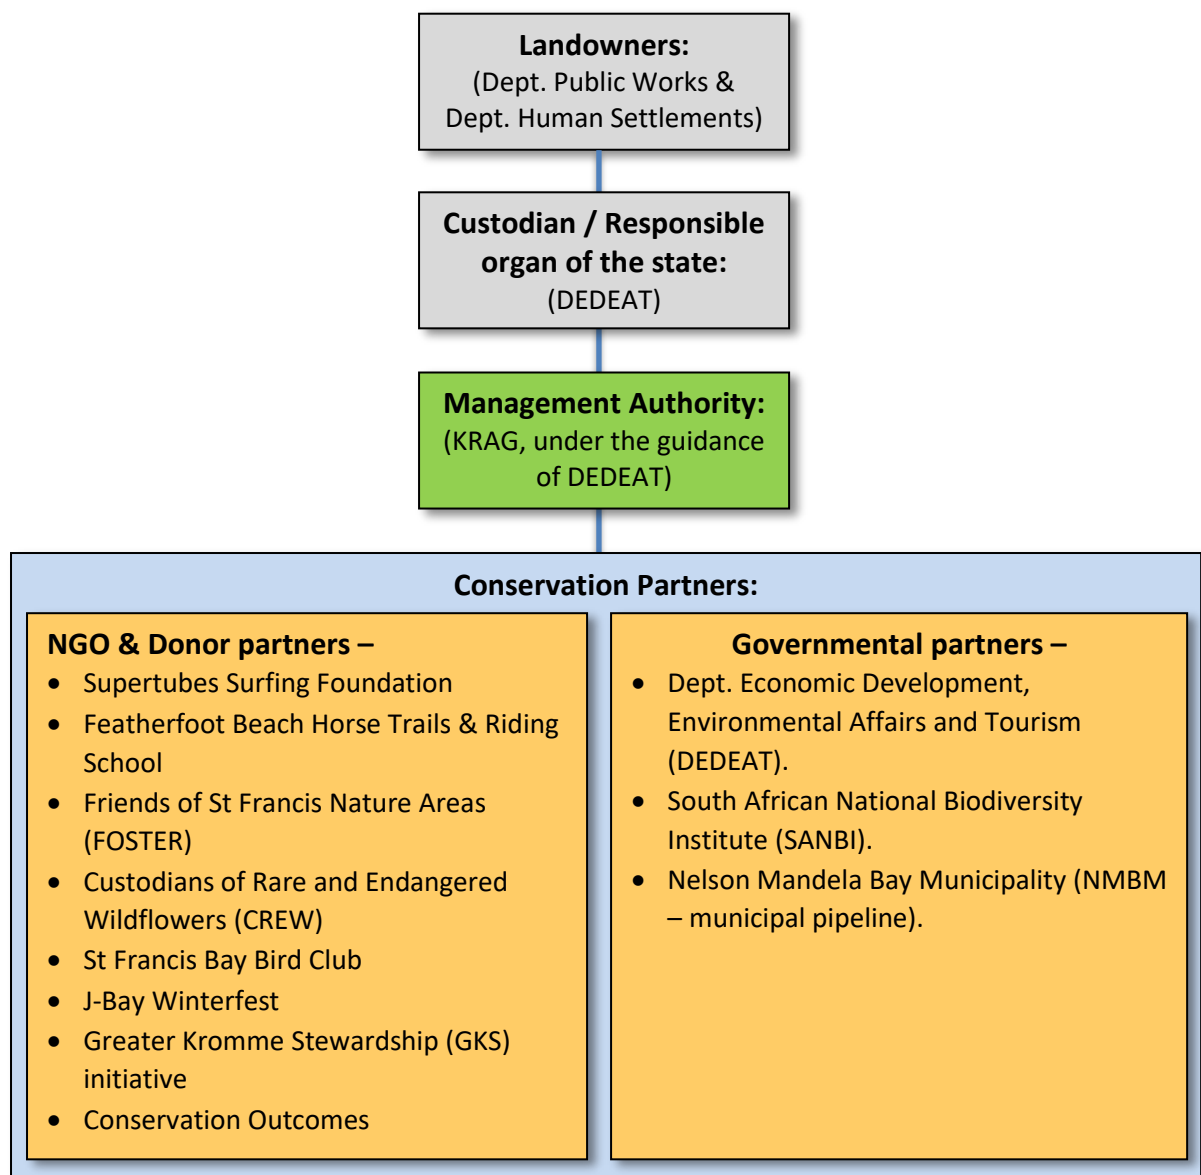 Landowners:
(Dept. Public Works &
Dept. Human Settlements)
Custodian / Responsible
organ of the state:
(DEDEAT)
Management Authority:
(KRAG, under the guidance
of DEDEAT)
Conservation Partners:
NGO & Donor partners –
• Supertubes Surfing Foundation
• Featherfoot Beach Horse Trails & Riding
School
• Friends of St Francis Nature Areas
(FOSTER)
• Custodians of Rare and Endangered
Wildflowers (CREW)
• St Francis Bay Bird Club
• J-Bay Winterfest
• Greater Kromme Stewardship (GKS)
initiative
• Conservation Outcomes
Governmental partners –
• Dept. Economic Development,
Environmental Affairs and Tourism
(DEDEAT).
• South African National Biodiversity
Institute (SANBI).
• Nelson Mandela Bay Municipality (NMBM
– municipal pipeline).